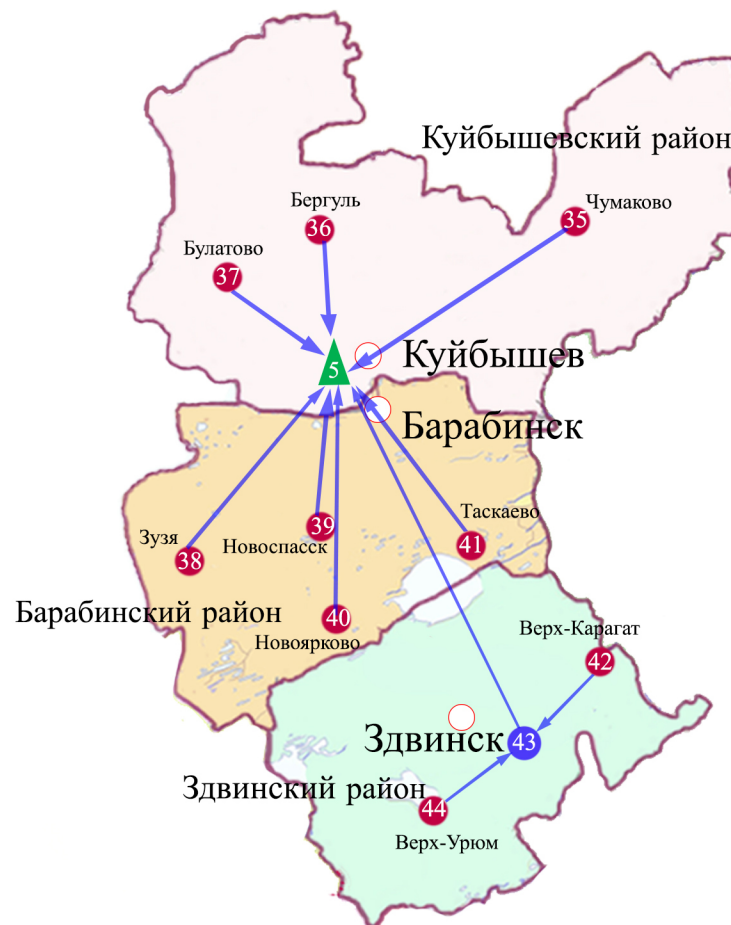 Куйбышевский район
Бергуль
36
Чумаково
35
Булатово
37
5
Куйбышев
Барабинск
Таскаево
41
39
Новоспасск
Зузя
38
Барабинский район
40
Новоярково
Верх-Карагат
42
Здвинск
43
Здвинский район
44
Верх-Урюм